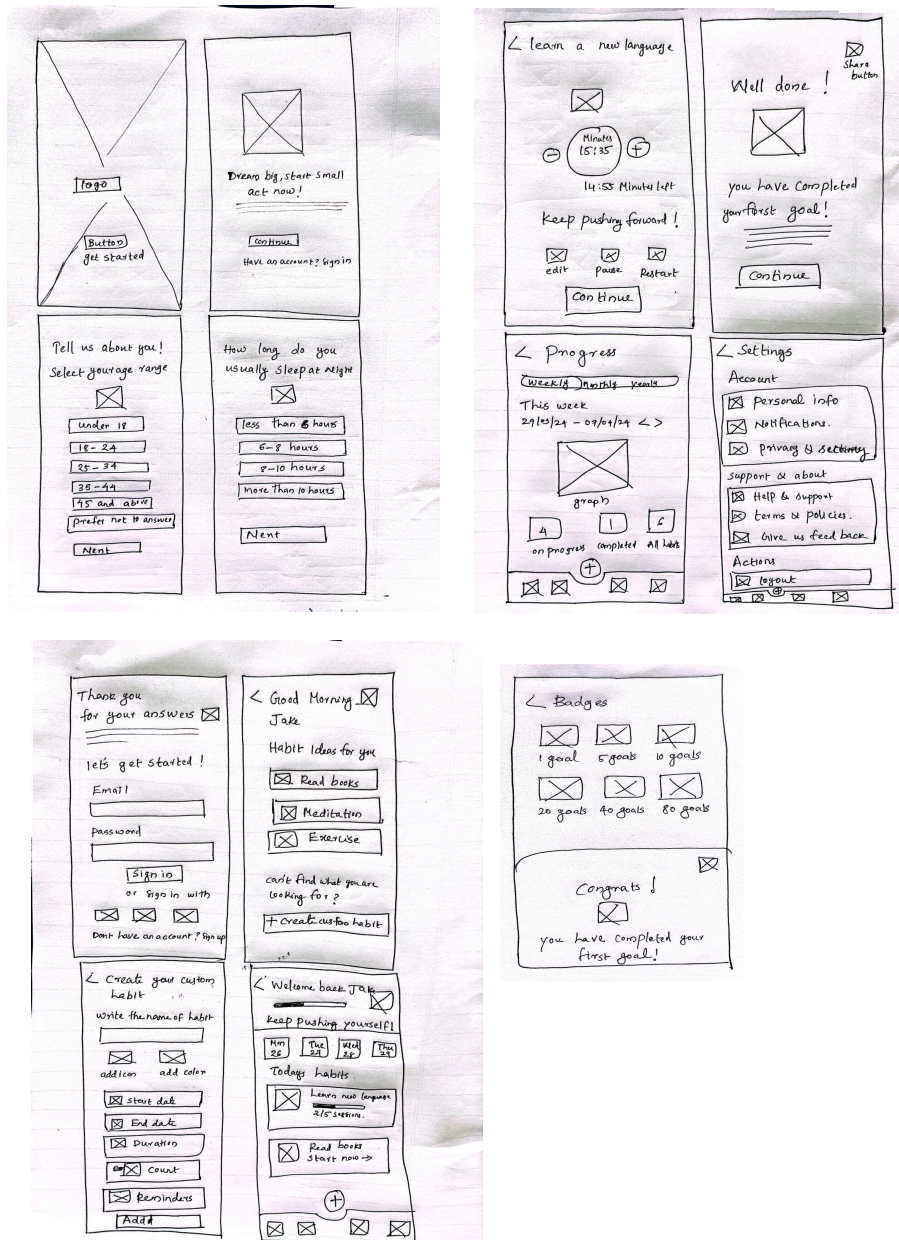 logo
Button
get started
Dream big, start small
act now!
Continue
Have an account? Sign in
Tell us about you!
Select your age range
under 18
18-24
25-34
35-44
45 and above
prefer not to answer
Next
How long do you
usually sleep at night
less than 6 hours
6-8 hours
8-10 hours
more than 10 hours
Next
< learn a new language
Minutes
15:35
-
+
14:55 Minutes left
Keep pushing forward!
edit
Pause
Restart
Continue
Share
button
Well done!
you have completed
your first goal!
Continue
< Progress
Weekly
Monthly
yearly
This week
29/03/24 - 04/04/24 < >
graph
4
1
6
on progress
completed
All habits
+
< Settings
Account
Personal info
Notifications.
privacy & security
support & about
Help & support
terms & policies.
Give us feed back
Actions
logout
+
Thank you
for your answers
let's get started!
Email
password
Sign in
or sign in with
Dont have an account? sign up
< Good Morning
Jake
Habit Ideas for you
Read books
Meditation
Exercise
can't find what you are
looking for?
+ Create custom habit
< Create your custom
habit
write the name of habit
add icon
add color
start date
End date
Duration
Count
Reminders
Addd
< Welcome back Jake
keep pushing yourself!
Mon
26
Tue
27
Wed
28
Thu
29
Todays habits
Learn new language
2/5 sessions.
Read books
start now →
+
< Badges
1 goal
5 goals
10 goals
20 goals
40 goals
80 goals
Congrats!
you have completed your
first goal!